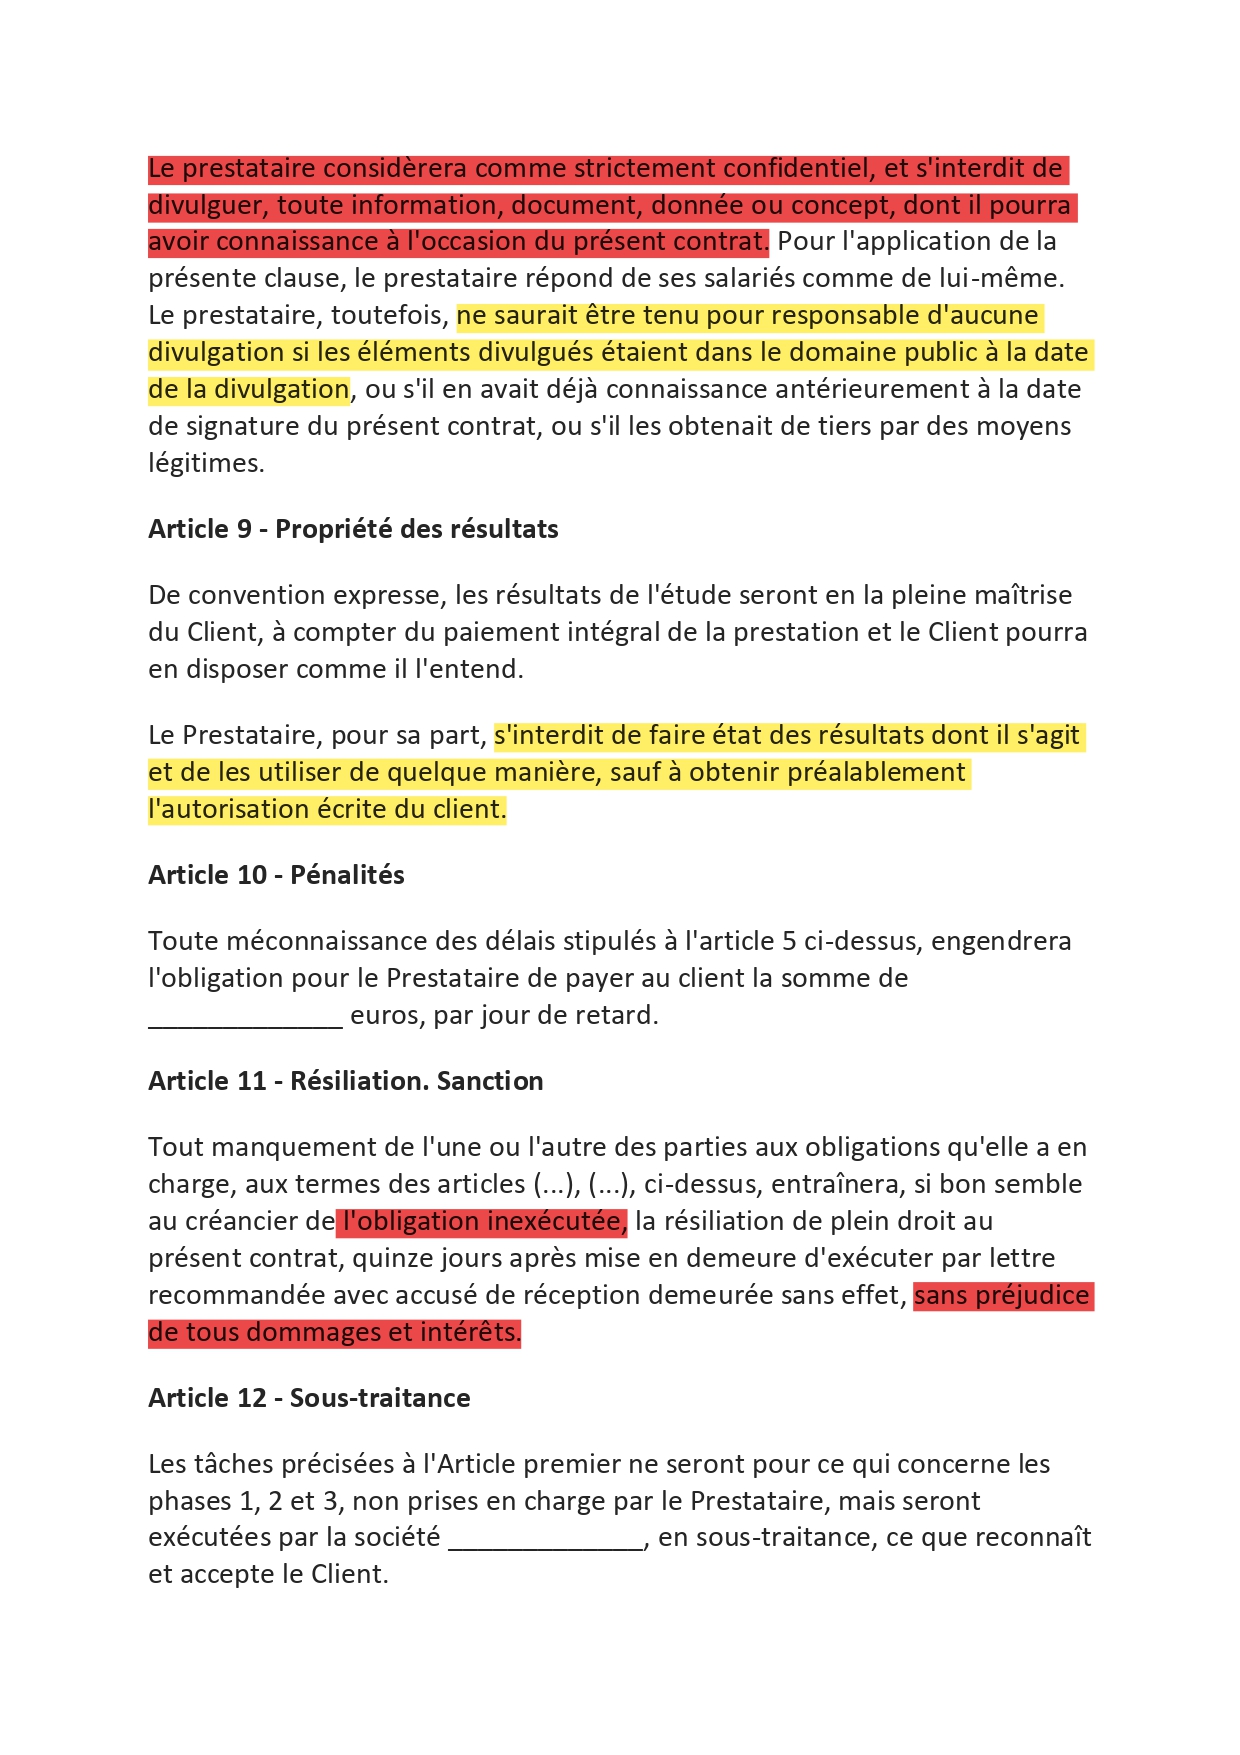 Le prestataire considèrera comme strictement confidentiel, et s'interdit de
divulguer, toute information, document, donnée ou concept, dont il pourra
avoir connaissance à l'occasion du présent contrat. Pour l'application de la
présente clause, le prestataire répond de ses salariés comme de lui-même.
Le prestataire, toutefois, ne saurait être tenu pour responsable d'aucune
divulgation si les éléments divulgués étaient dans le domaine public à la date
de la divulgation, ou s'il en avait déjà connaissance antérieurement à la date
de signature du présent contrat, ou s'il les obtenait de tiers par des moyens
légitimes.
Article 9 - Propriété des résultats
De convention expresse, les résultats de l'étude seront en la pleine maîtrise
du Client, à compter du paiement intégral de la prestation et le Client pourra
en disposer comme il l'entend.
Le Prestataire, pour sa part, s'interdit de faire état des résultats dont il s'agit
et de les utiliser de quelque manière, sauf à obtenir préalablement
l'autorisation écrite du client.
Article 10 - Pénalités
Toute méconnaissance des délais stipulés à l'article 5 ci-dessus, engendrera
l'obligation pour le Prestataire de payer au client la somme de
_____________ euros, par jour de retard.
Article 11 - Résiliation. Sanction
Tout manquement de l'une ou l'autre des parties aux obligations qu'elle a en
charge, aux termes des articles (...), (...), ci-dessus, entraînera, si bon semble
au créancier de l'obligation inexécutée, la résiliation de plein droit au
présent contrat, quinze jours après mise en demeure d'exécuter par lettre
recommandée avec accusé de réception demeurée sans effet, sans préjudice
de tous dommages et intérêts.
Article 12 - Sous-traitance
Les tâches précisées à l'Article premier ne seront pour ce qui concerne les
phases 1, 2 et 3, non prises en charge par le Prestataire, mais seront
exécutées par la société _____________, en sous-traitance, ce que reconnaît
et accepte le Client.